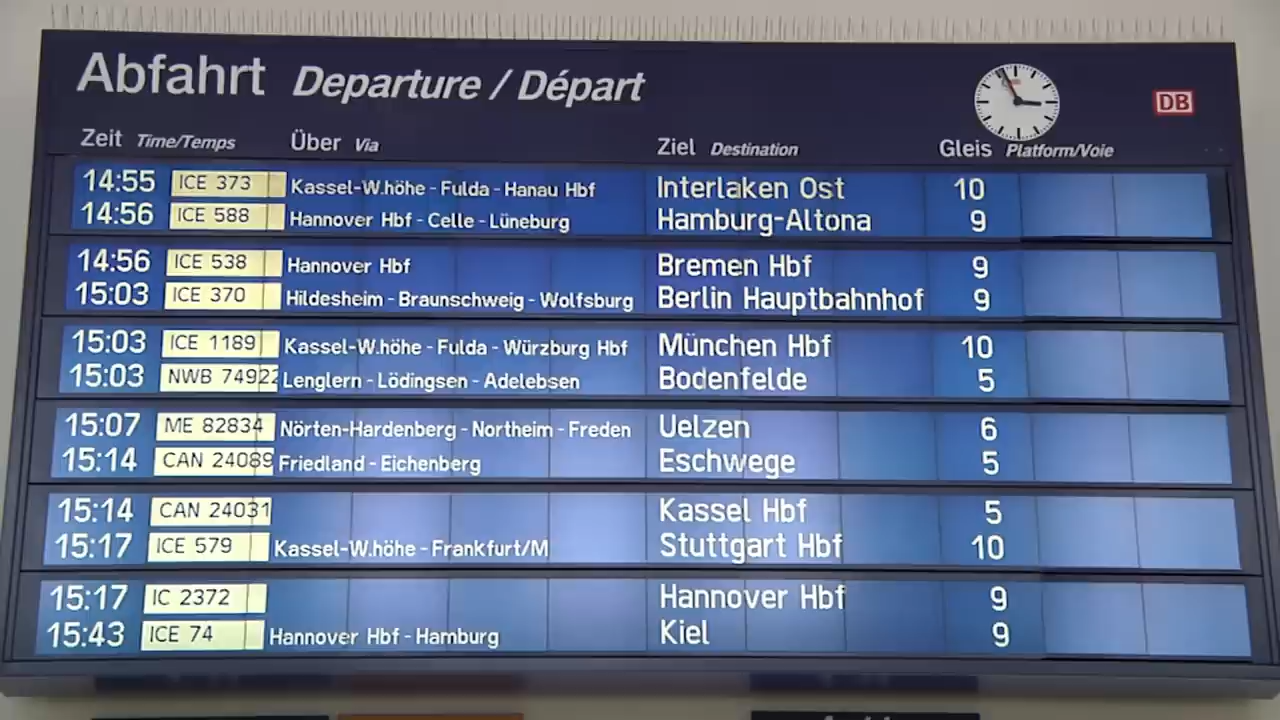 Abfahrt Departure / Départ
DB
Zeit Time/Temps Über Via Ziel Destination Gleis Platform/Voie
14:55 ICE 373 Kassel-W.höhe - Fulda - Hanau Hbf Interlaken Ost 10
14:56 ICE 588 Hannover Hbf - Celle - Lüneburg Hamburg-Altona 9
14:56 ICE 538 Hannover Hbf Bremen Hbf 9
15:03 ICE 370 Hildesheim - Braunschweig - Wolfsburg Berlin Hauptbahnhof 9
15:03 ICE 1189 Kassel-W.höhe - Fulda - Würzburg Hbf München Hbf 10
15:03 NWB 74922 Lenglern - Lödingsen - Adelebsen Bodenfelde 5
15:07 ME 82834 Nörten-Hardenberg - Northeim - Freden Uelzen 6
15:14 CAN 24089 Friedland - Eichenberg Eschwege 5
15:14 CAN 24031 Kassel Hbf 5
15:17 ICE 579 Kassel-W.höhe - Frankfurt/M Stuttgart Hbf 10
15:17 IC 2372 Hannover Hbf 9
15:43 ICE 74 Hannover Hbf - Hamburg Kiel 9